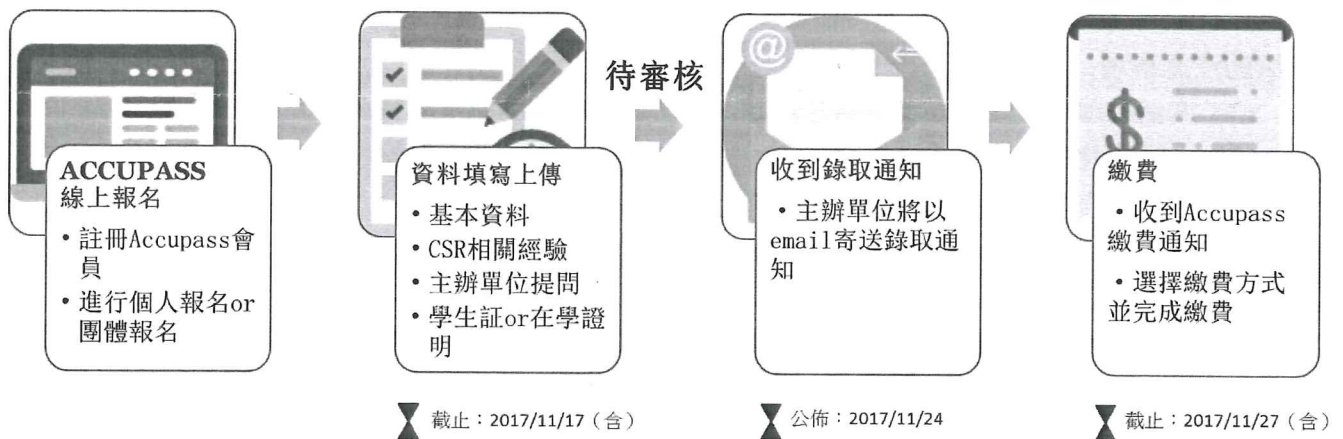 待審核
ACCUPASS
線上報名
• 註冊Accupass會
員
• 進行個人報名or
團體報名
資料填寫上傳
• 基本資料
• CSR相關經驗
• 主辦單位提問
• 學生証or在學證
明
收到錄取通知
• 主辦單位將以
email寄送錄取通
知
繳費
• 收到Accupass
繳費通知
• 選擇繳費方式
並完成繳費
截止：2017/11/17（含）
公佈：2017/11/24
截止：2017/11/27（含）